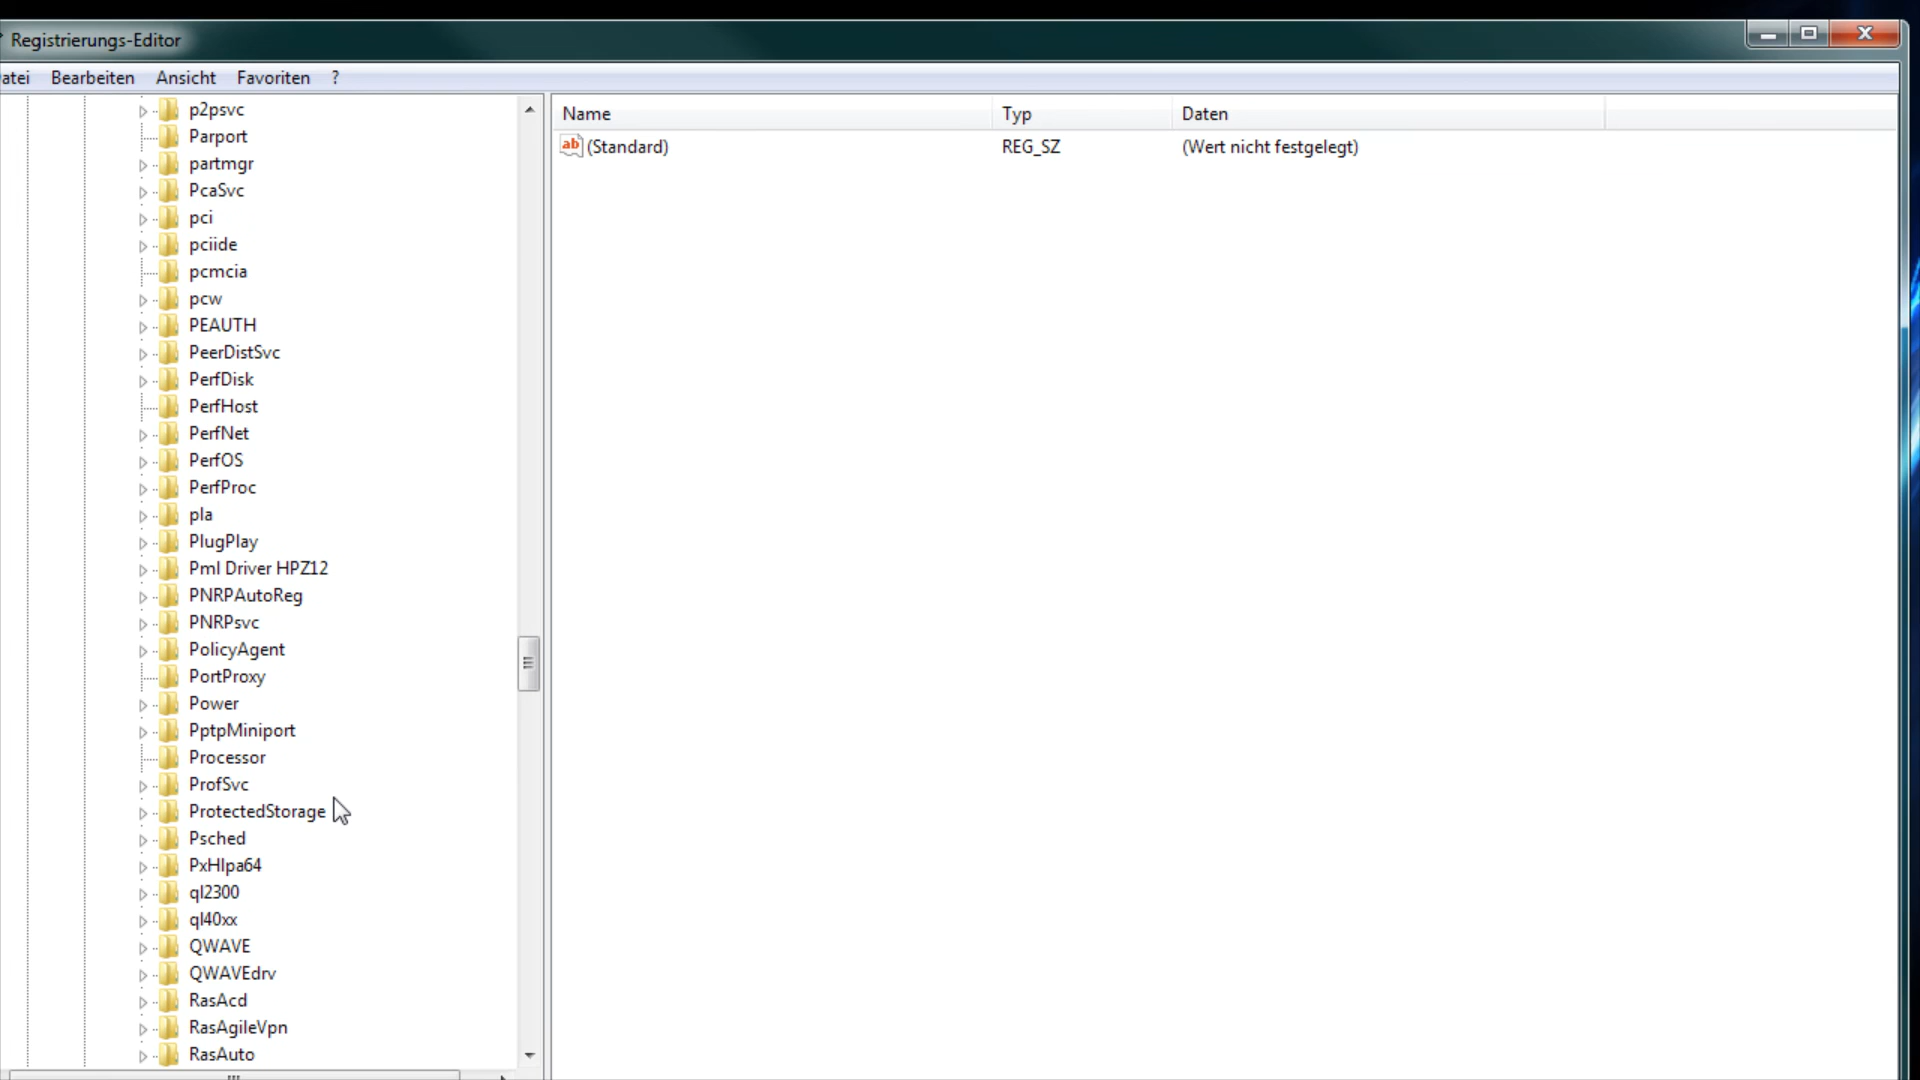 Registrierungs-Editor
atei Bearbeiten Ansicht Favoriten ?
p2psvc
Parport
partmgr
PcaSvc
pci
pciide
pcmcia
pcw
PEAUTH
PeerDistSvc
PerfDisk
PerfHost
PerfNet
PerfOS
PerfProc
pla
PlugPlay
Pml Driver HPZ12
PNRPAutoReg
PNRPsvc
PolicyAgent
PortProxy
Power
PptpMiniport
Processor
ProfSvc
ProtectedStorage
Psched
PxHlpa64
ql2300
ql40xx
QWAVE
QWAVEdrv
RasAcd
RasAgileVpn
RasAuto
Name Typ Daten
ab (Standard) REG_SZ (Wert nicht festgelegt)